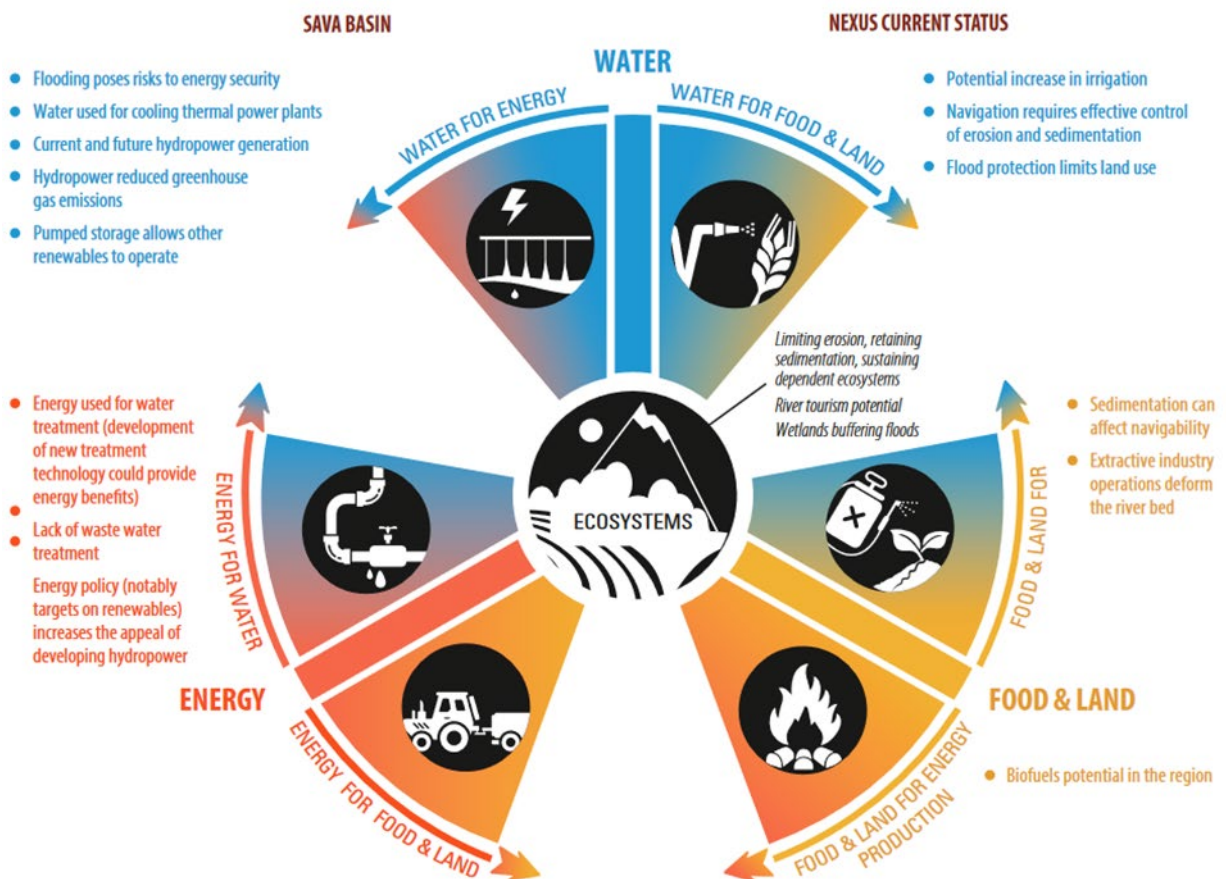 SAVA BASIN
NEXUS CURRENT STATUS
WATER
WATER FOR ENERGY
WATER FOR FOOD & LAND
Flooding poses risks to energy security
Water used for cooling thermal power plants
Current and future hydropower generation
Hydropower reduced greenhouse
gas emissions
Pumped storage allows other
renewables to operate
Potential increase in irrigation
Navigation requires effective control
of erosion and sedimentation
Flood protection limits land use
Limiting erosion, retaining
sedimentation, sustaining
dependent ecosystems
River tourism potential
Wetlands buffering floods
ECOSYSTEMS
Energy used for water
treatment (development
of new treatment
technology could provide
energy benefits)
Lack of waste water
treatment
Energy policy (notably
targets on renewables)
increases the appeal of
developing hydropower
ENERGY FOR WATER
ENERGY
ENERGY FOR FOOD & LAND
Sedimentation can
affect navigability
Extractive industry
operations deform
the river bed
FOOD & LAND FOR
FOOD & LAND
FOOD & LAND FOR ENERGY
PRODUCTION
Biofuels potential in the region